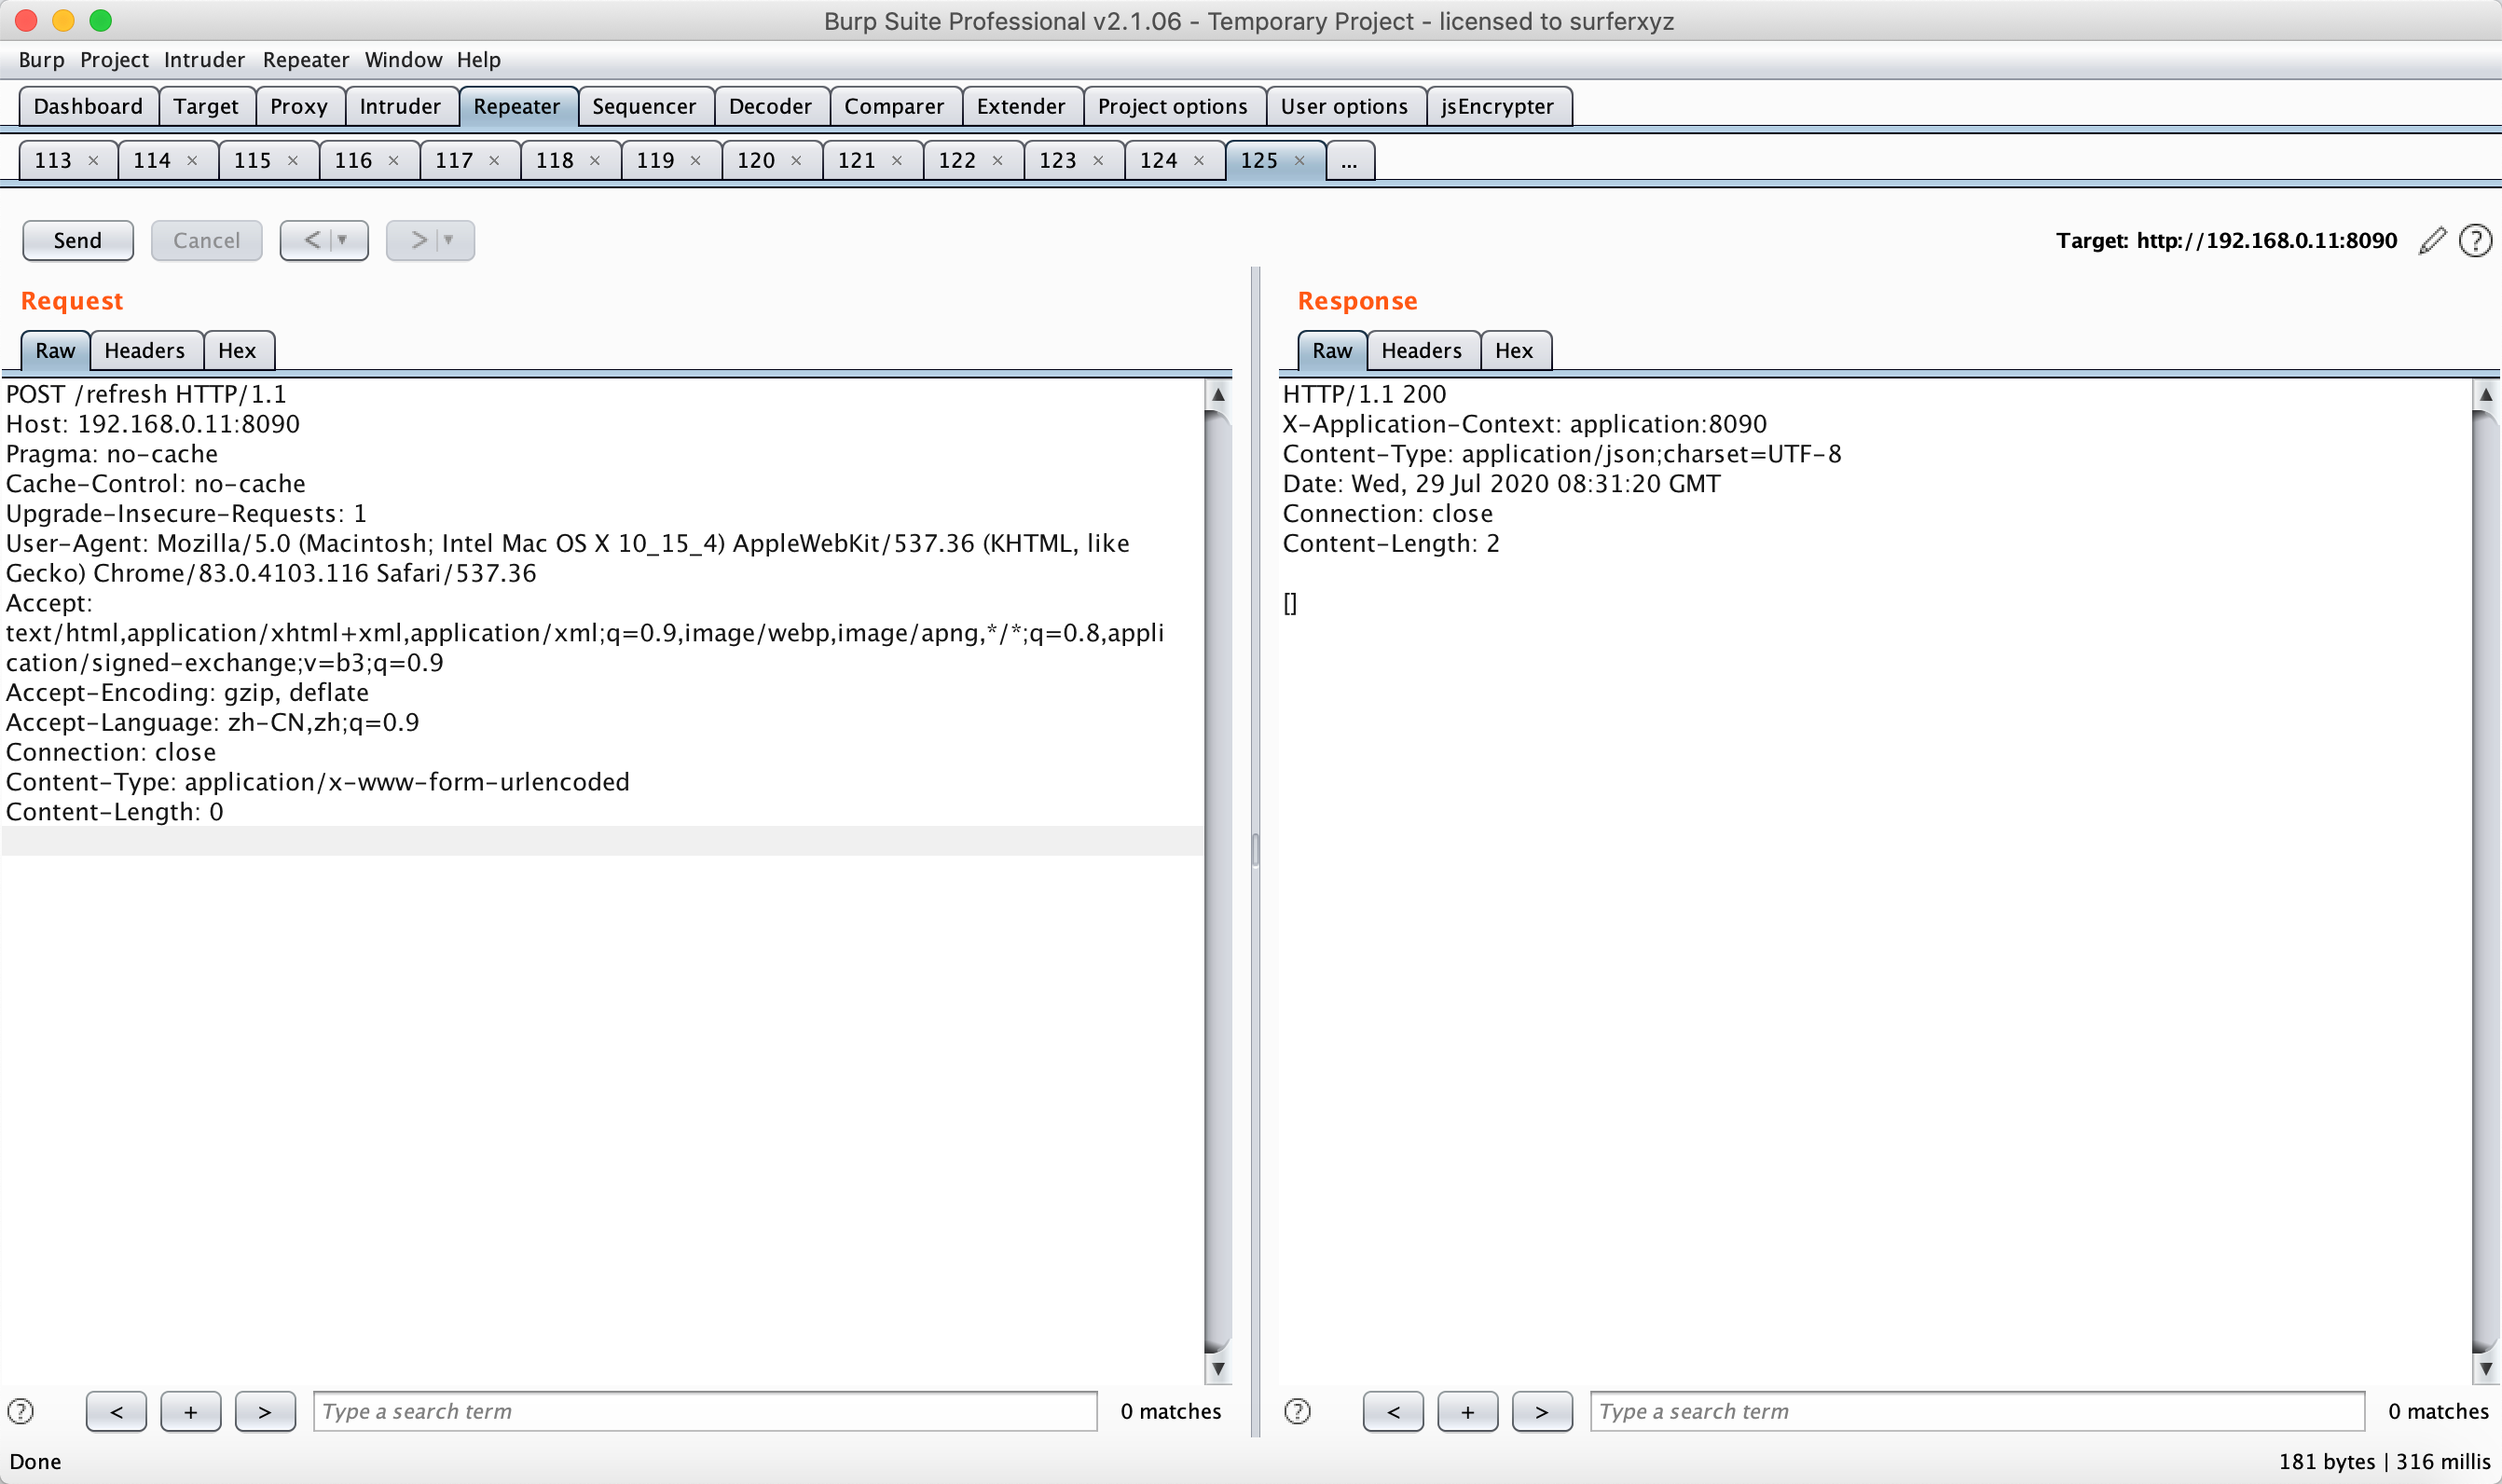 Burp Suite Professional v2.1.06 - Temporary Project - licensed to surferxyz
Burp Project Intruder Repeater Window Help
Dashboard Target Proxy Intruder Repeater Sequencer Decoder Comparer Extender Project options User options jsEncrypter
113 × 114 × 115 × 116 × 117 × 118 × 119 × 120 × 121 × 122 × 123 × 124 × 125 × ...
Send Cancel < | ▼ > | ▼ Target: http://192.168.0.11:8090 ?
Request
Raw Headers Hex
POST /refresh HTTP/1.1
Host: 192.168.0.11:8090
Pragma: no-cache
Cache-Control: no-cache
Upgrade-Insecure-Requests: 1
User-Agent: Mozilla/5.0 (Macintosh; Intel Mac OS X 10_15_4) AppleWebKit/537.36 (KHTML, like
Gecko) Chrome/83.0.4103.116 Safari/537.36
Accept:
text/html,application/xhtml+xml,application/xml;q=0.9,image/webp,image/apng,*/*;q=0.8,appli
cation/signed-exchange;v=b3;q=0.9
Accept-Encoding: gzip, deflate
Accept-Language: zh-CN,zh;q=0.9
Connection: close
Content-Type: application/x-www-form-urlencoded
Content-Length: 0
? < + > Type a search term 0 matches
Response
Raw Headers Hex
HTTP/1.1 200
X-Application-Context: application:8090
Content-Type: application/json;charset=UTF-8
Date: Wed, 29 Jul 2020 08:31:20 GMT
Connection: close
Content-Length: 2
[]
? < + > Type a search term 0 matches
Done 181 bytes | 316 millis